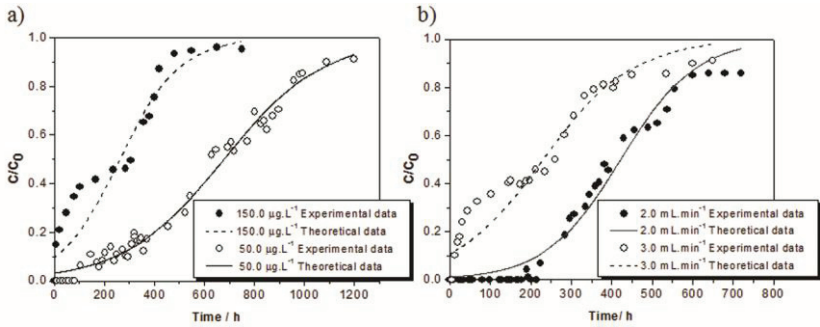 a)
C/C0
1.0
0.8
0.6
0.4
0.2
0.0
150.0 µg.L⁻¹ Experimental data
150.0 µg.L⁻¹ Theoretical data
50.0 µg.L⁻¹ Experimental data
50.0 µg.L⁻¹ Theoretical data
0 200 400 600 800 1000 1200
Time / h
b)
C/C0
1.0
0.8
0.6
0.4
0.2
0.0
2.0 mL.min⁻¹ Experimental data
2.0 mL.min⁻¹ Theoretical data
3.0 mL.min⁻¹ Experimental data
3.0 mL.min⁻¹ Theoretical data
0 100 200 300 400 500 600 700 800
Time / h